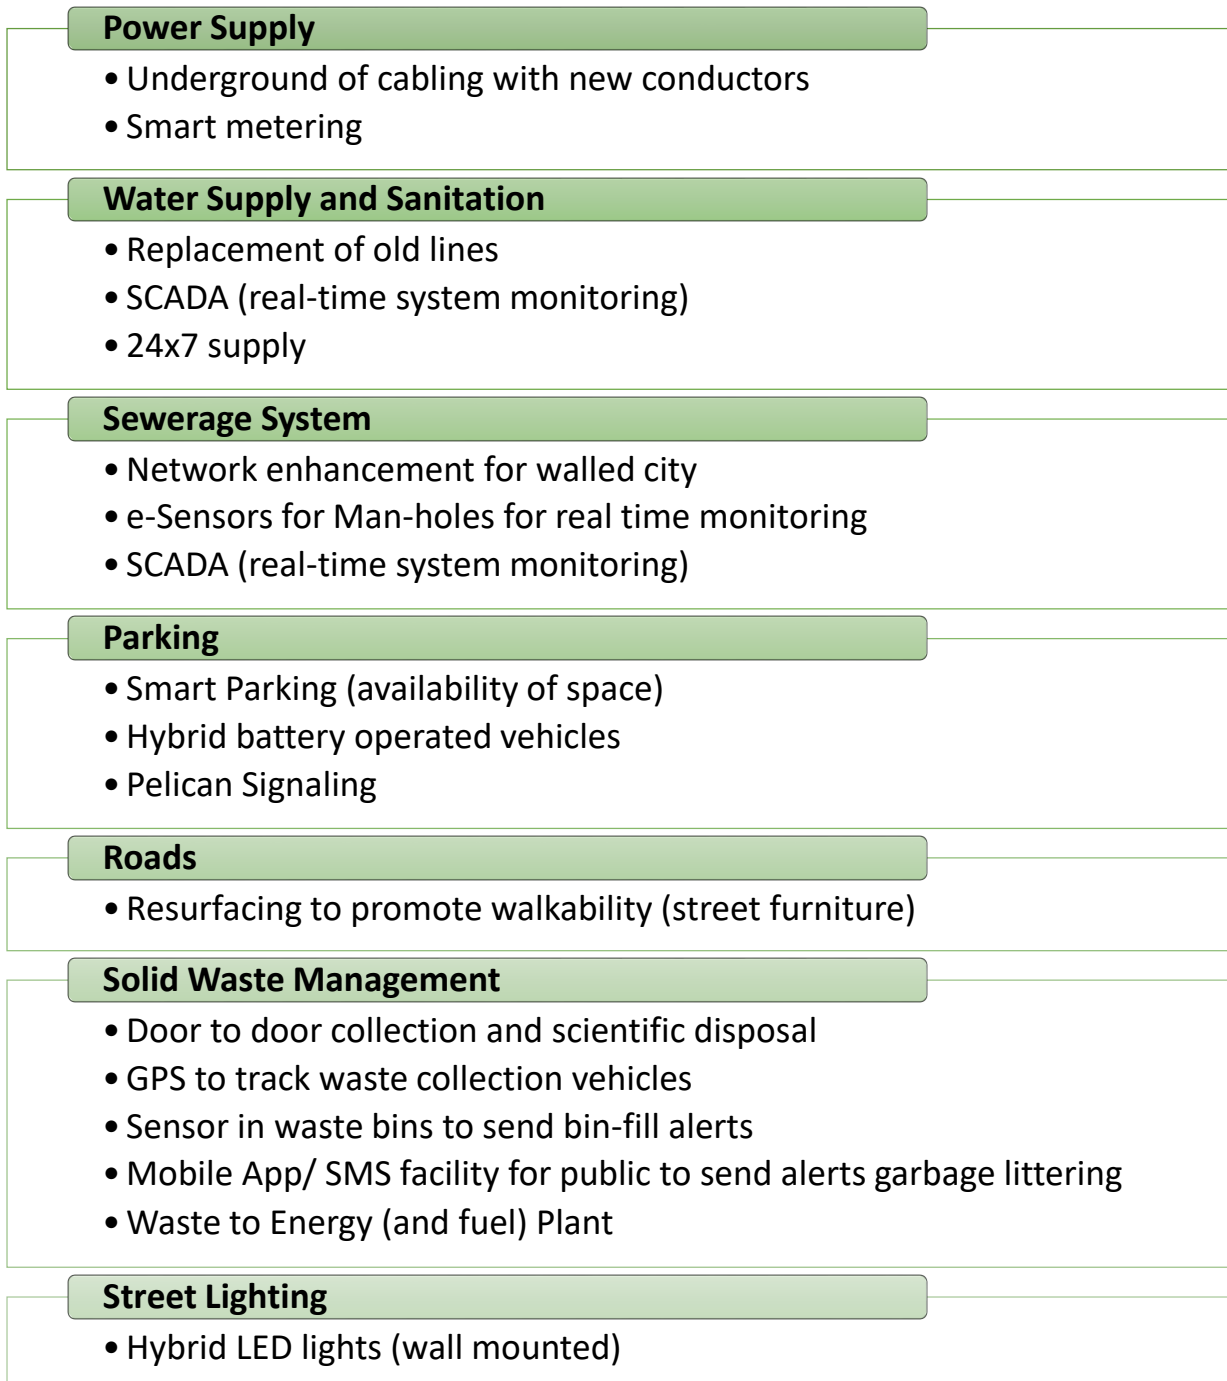 Power Supply
• Underground of cabling with new conductors
• Smart metering
Water Supply and Sanitation
• Replacement of old lines
• SCADA (real-time system monitoring)
• 24x7 supply
Sewerage System
• Network enhancement for walled city
• e-Sensors for Man-holes for real time monitoring
• SCADA (real-time system monitoring)
Parking
• Smart Parking (availability of space)
• Hybrid battery operated vehicles
• Pelican Signaling
Roads
• Resurfacing to promote walkability (street furniture)
Solid Waste Management
• Door to door collection and scientific disposal
• GPS to track waste collection vehicles
• Sensor in waste bins to send bin-fill alerts
• Mobile App/ SMS facility for public to send alerts garbage littering
• Waste to Energy (and fuel) Plant
Street Lighting
• Hybrid LED lights (wall mounted)